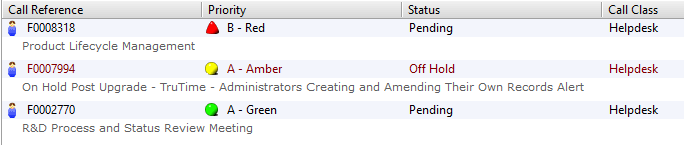 Call Reference Priority Status Call Class
F0008318 B - Red Pending Helpdesk
Product Lifecycle Management
F0007994 A - Amber Off Hold Helpdesk
On Hold Post Upgrade - TruTime - Administrators Creating and Amending Their Own Records Alert
F0002770 A - Green Pending Helpdesk
R&D Process and Status Review Meeting